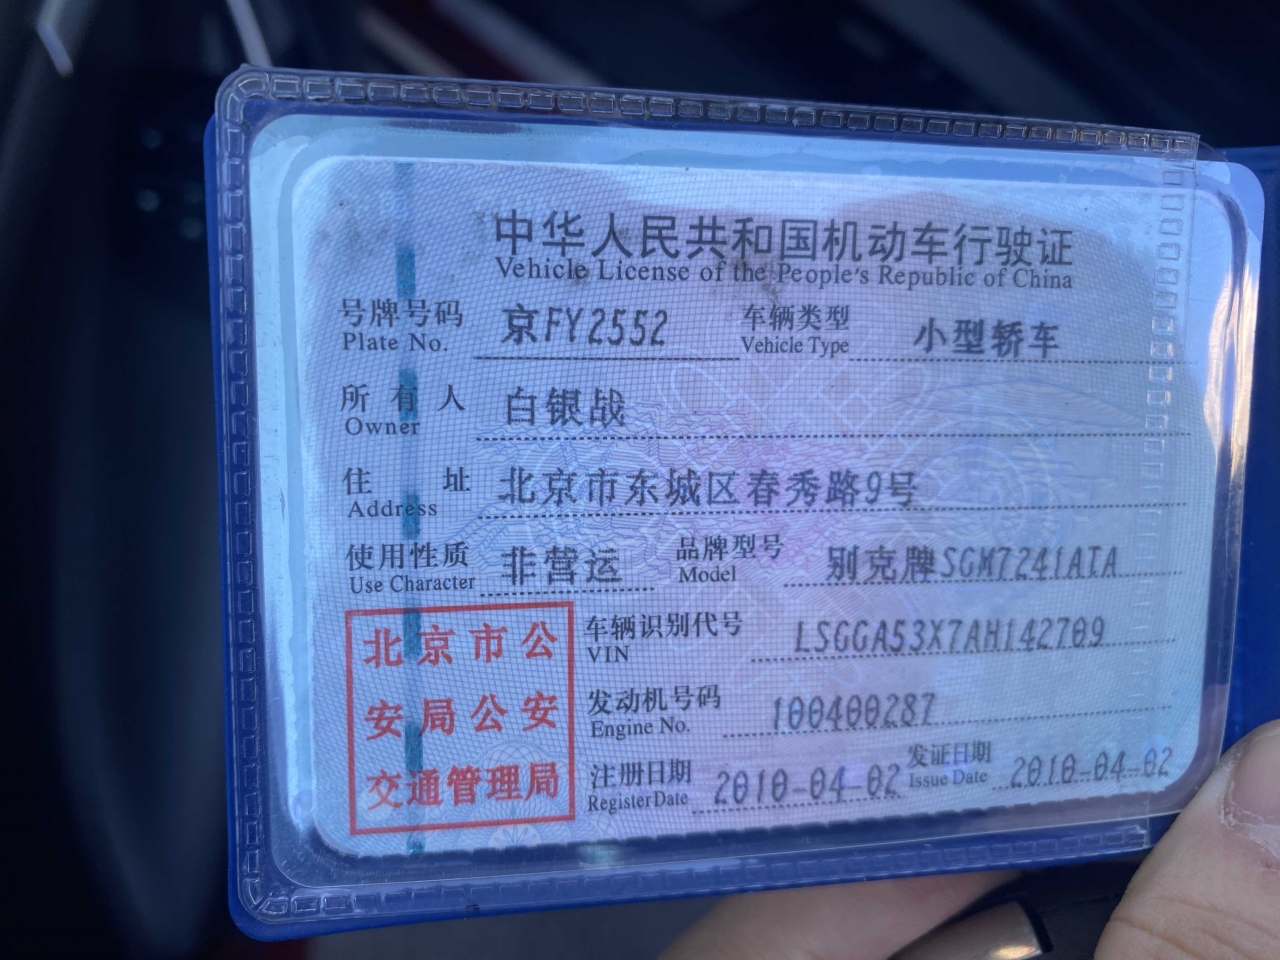 中华人民共和国机动车行驶证
Vehicle License of the People's Republic of China
号牌号码 京FY2552 车辆类型 小型轿车
Plate No. Vehicle Type
所有人 白银战
Owner
住址 北京市东城区春秀路9号
Address
使用性质 非营运 品牌型号 别克牌SGM7241ATA
Use Character Model
北京市公
安局公安
交通管理局
车辆识别代号 LSGGA53X7AH142709
VIN
发动机号码 100400287
Engine No.
注册日期 2010-04-02 发证日期 2010-04-02
Register Date Issue Date